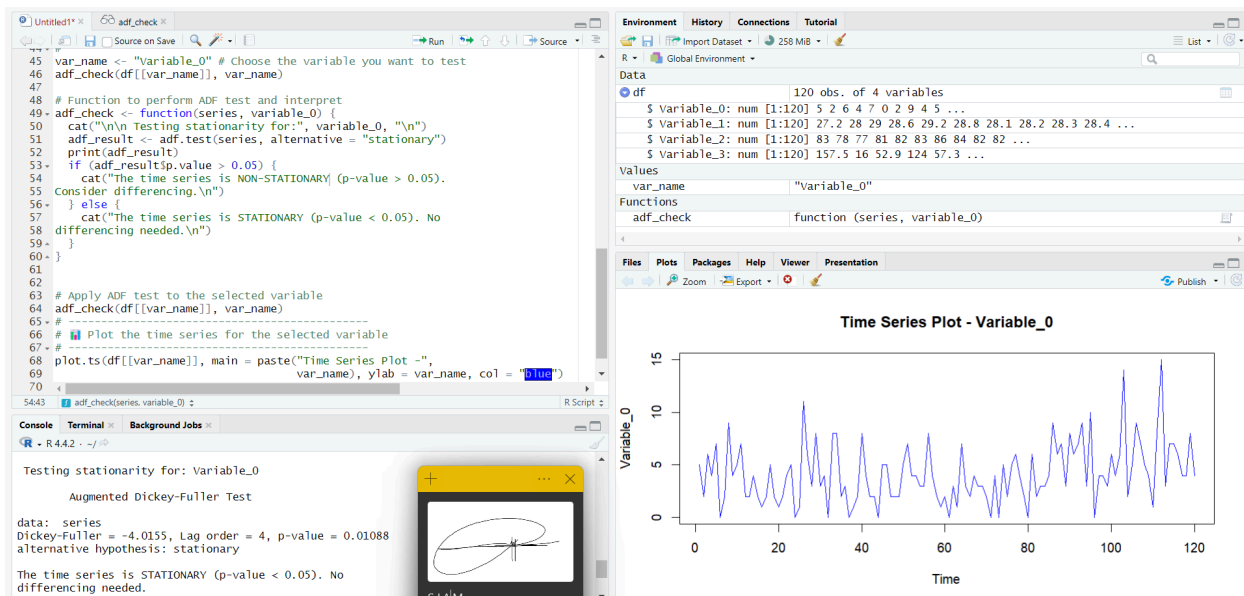 Untitled1* × adf_check ×
Source on Save Run Source
44 #
45 var_name <- "Variable_0" # Choose the variable you want to test
46 adf_check(df[[var_name]], var_name)
47
48 # Function to perform ADF test and interpret
49 adf_check <- function(series, variable_0) {
50 cat("\n\n Testing stationarity for:", variable_0, "\n")
51 adf_result <- adf.test(series, alternative = "stationary")
52 print(adf_result)
53 if (adf_result$p.value > 0.05) {
54 cat("The time series is NON-STATIONARY (p-value > 0.05).
55 Consider differencing.\n")
56 } else {
57 cat("The time series is STATIONARY (p-value < 0.05). No
58 differencing needed.\n")
59 }
60 }
61
62
63 # Apply ADF test to the selected variable
64 adf_check(df[[var_name]], var_name)
65 # -----------------------------------------------
66 # 📊 Plot the time series for the selected variable
67 # -----------------------------------------------
68 plot.ts(df[[var_name]], main = paste("Time Series Plot -",
69 var_name), ylab = var_name, col = "blue")
70
54:43 adf_check(series, variable_0) R Script
Console Terminal × Background Jobs ×
R 4.4.2 · ~/
Testing stationarity for: Variable_0
Augmented Dickey-Fuller Test
data: series
Dickey-Fuller = -4.0155, Lag order = 4, p-value = 0.01088
alternative hypothesis: stationary
The time series is STATIONARY (p-value < 0.05). No
differencing needed.
Environment History Connections Tutorial
Import Dataset 258 MiB List
R Global Environment
Data
df 120 obs. of 4 variables
$ Variable_0: num [1:120] 5 2 6 4 7 0 2 9 4 5 ...
$ Variable_1: num [1:120] 27.2 28 29 28.6 29.2 28.8 28.1 28.2 28.3 28.4 ...
$ Variable_2: num [1:120] 83 78 77 81 82 83 86 84 82 82 ...
$ Variable_3: num [1:120] 157.5 16 52.9 124 57.3 ...
Values
var_name "Variable_0"
Functions
adf_check function (series, variable_0)
Files Plots Packages Help Viewer Presentation
Zoom Export Publish
Time Series Plot - Variable_0
Variable_0
15
10
5
0
0 20 40 60 80 100 120
Time